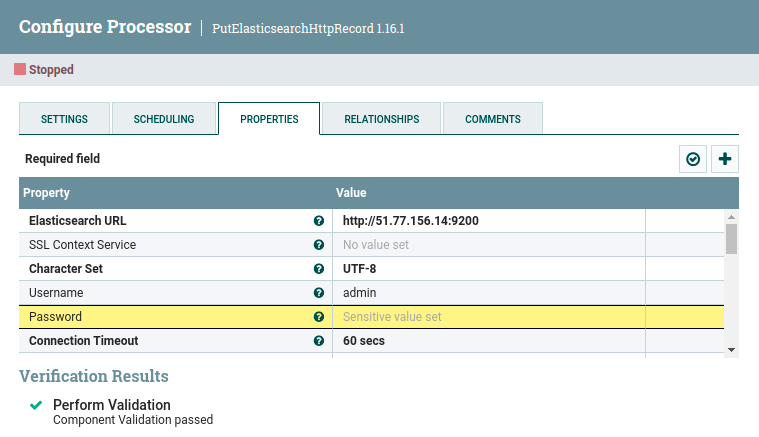 Configure Processor | PutElasticsearchHttpRecord 1.16.1
Stopped
SETTINGS SCHEDULING PROPERTIES RELATIONSHIPS COMMENTS
Required field
Property Value
Elasticsearch URL http://51.77.156.14:9200
SSL Context Service No value set
Character Set UTF-8
Username admin
Password Sensitive value set
Connection Timeout 60 secs
Verification Results
Perform Validation
Component Validation passed